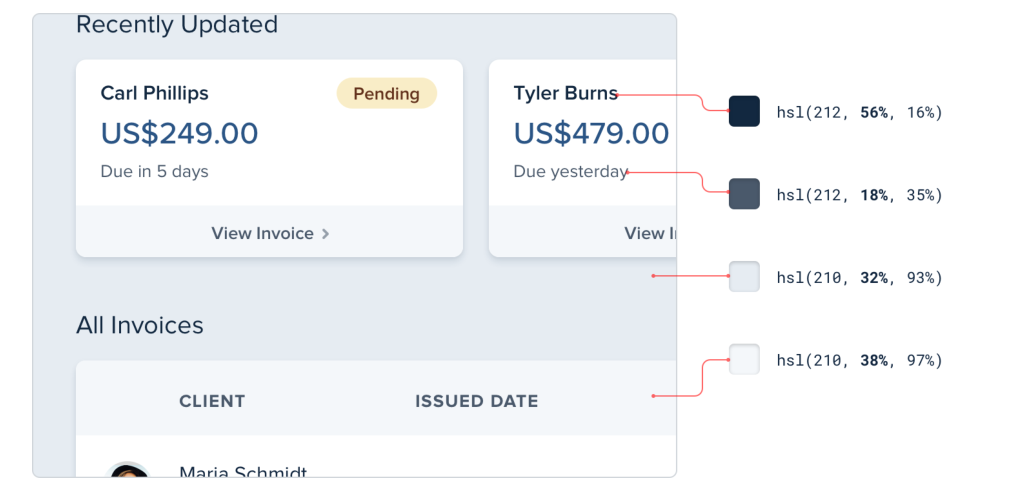 Recently Updated
Carl Phillips
Pending
US$249.00
Due in 5 days
View Invoice >
Tyler Burns
US$479.00
Due yesterday
View I
hsl(212, 56%, 16%)
hsl(212, 18%, 35%)
hsl(210, 32%, 93%)
hsl(210, 38%, 97%)
All Invoices
CLIENT ISSUED DATE
Maria Schmidt